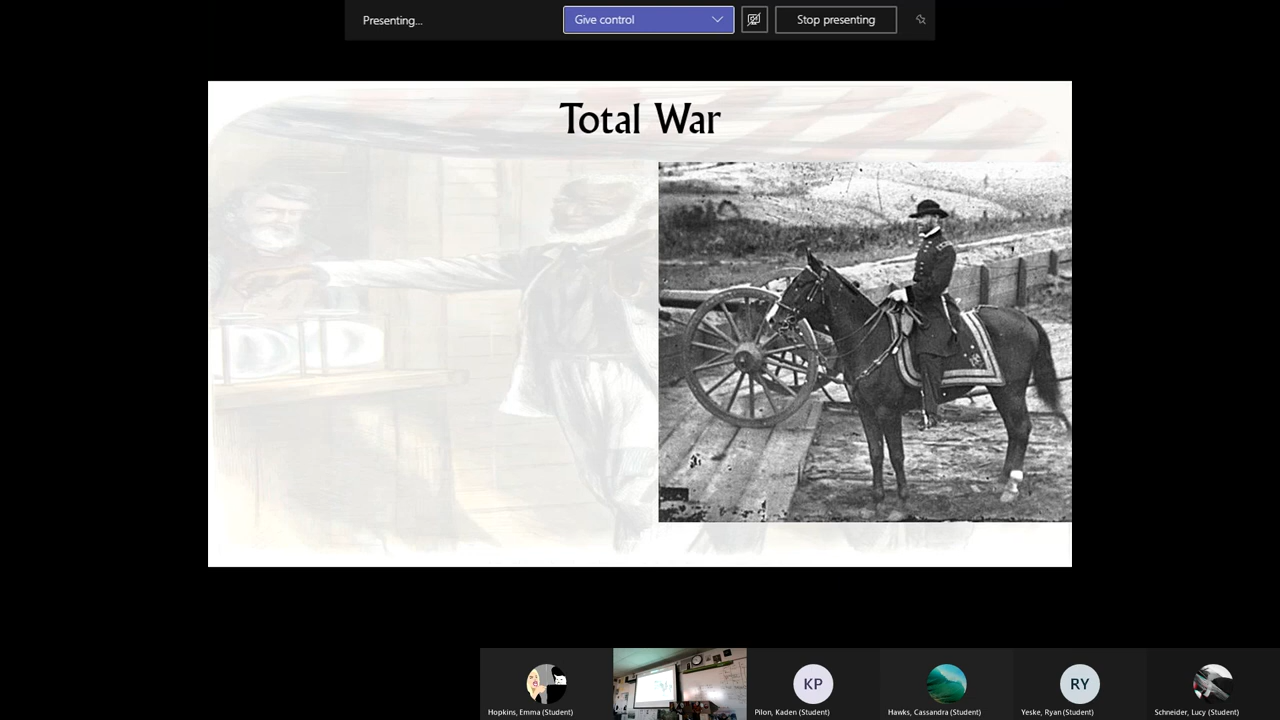 Presenting...
Give control
Stop presenting
Total War
KP
RY
Hopkins, Emma (Student)
Pilon, Kaden (Student)
Hawks, Cassandra (Student)
Yeske, Ryan (Student)
Schneider, Lucy (Student)